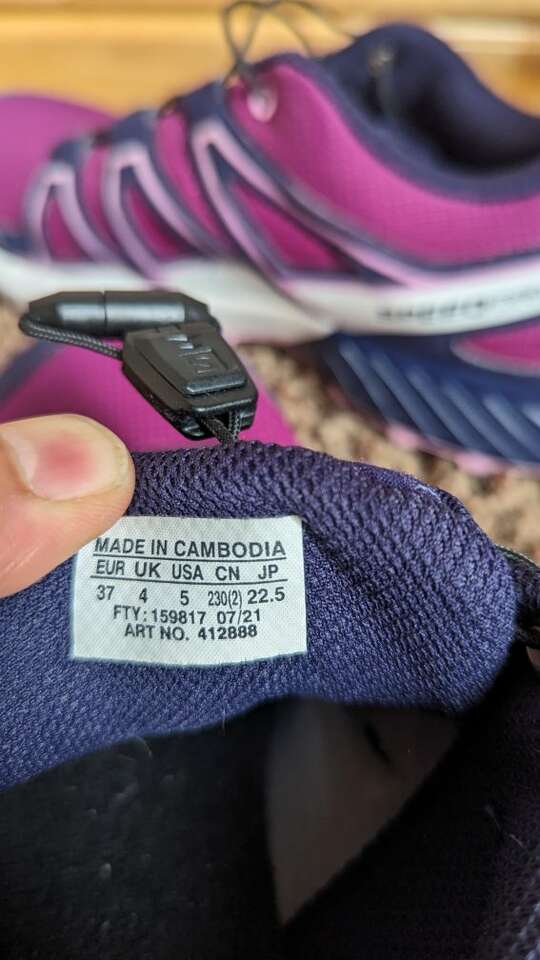 MADE IN CAMBODIA
EUR UK USA CN JP
37 4 5 230(2) 22.5
FTY: 159817 07/21
ART NO. 412888